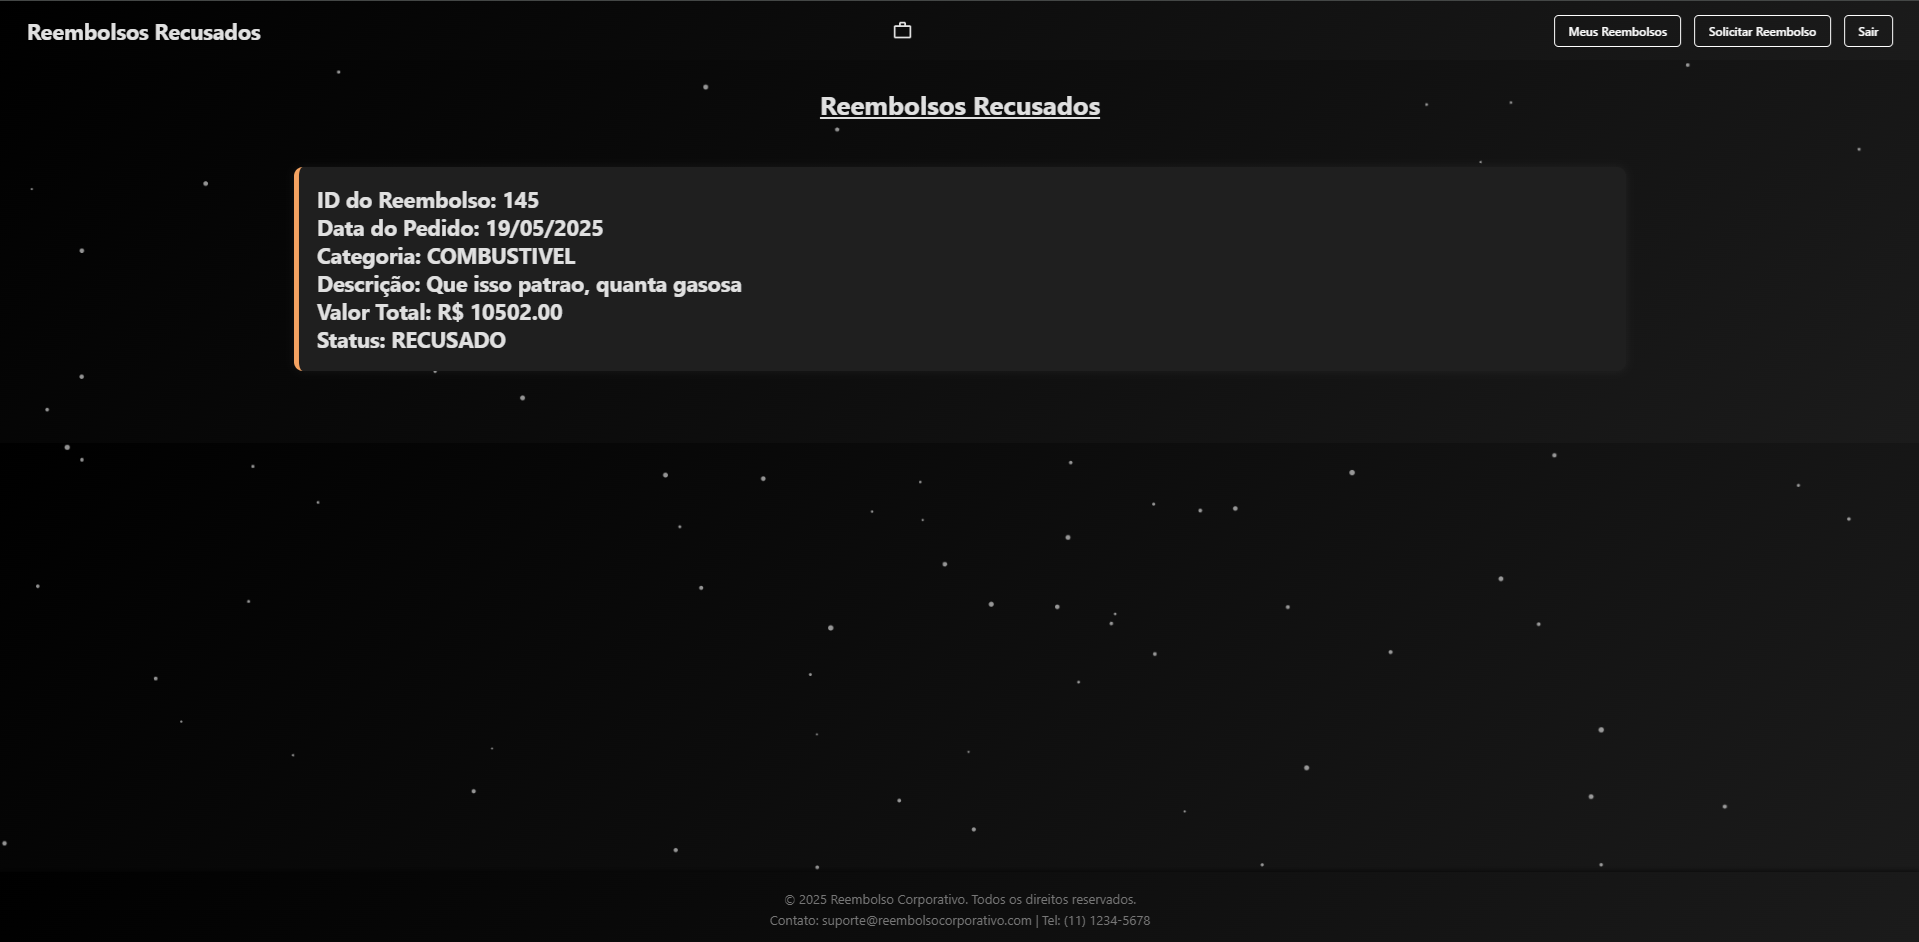 Reembolsos Recusados
Meus Reembolsos
Solicitar Reembolso
Sair
Reembolsos Recusados
ID do Reembolso: 145
Data do Pedido: 19/05/2025
Categoria: COMBUSTIVEL
Descrição: Que isso patrao, quanta gasosa
Valor Total: R$ 10502.00
Status: RECUSADO
© 2025 Reembolso Corporativo. Todos os direitos reservados.
Contato: suporte@reembolsocorporativo.com | Tel: (11) 1234-5678